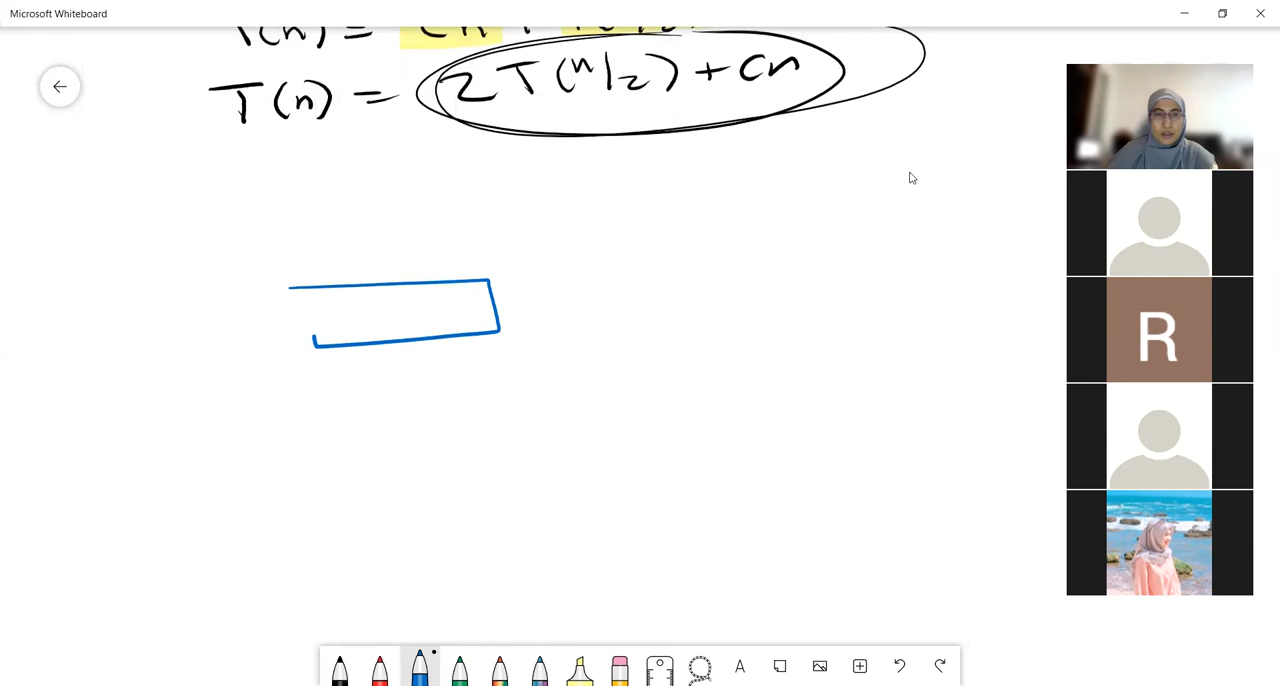 Microsoft Whiteboard
T(n) =
T(n) = 2T(n/2) + cn
R
A